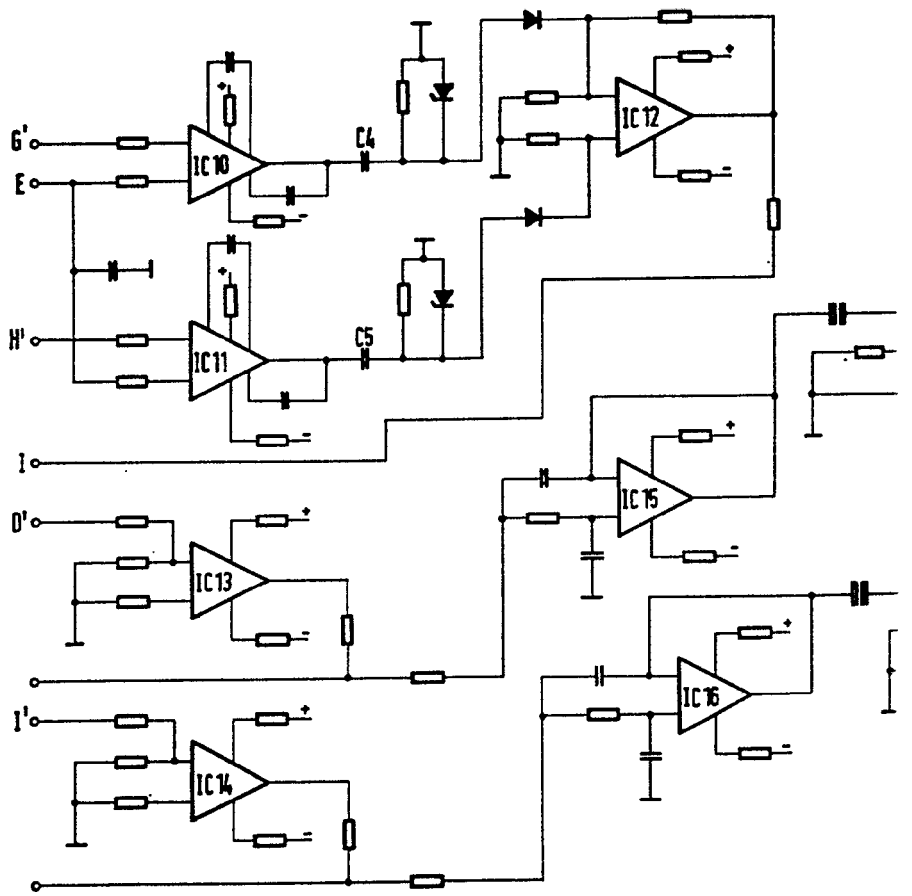 G'
E
H'
I
D'
I'
IC10
IC11
IC12
IC13
IC14
IC15
IC16
C4
C5
+
-
+
-
+
-
+
-
+
-
+
-
+
-